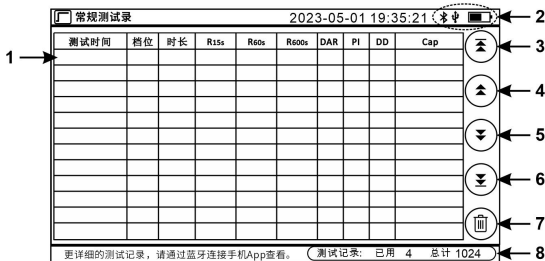 常规测试录 2023-05-01 19:35:21
2
3
测试时间 档位 时长 R15s R60s R600s DAR PI DD Cap
1
4
5
6
7
更详细的测试记录，请通过蓝牙连接手机App查看。 测试记录: 已用 4 总计 1024
8